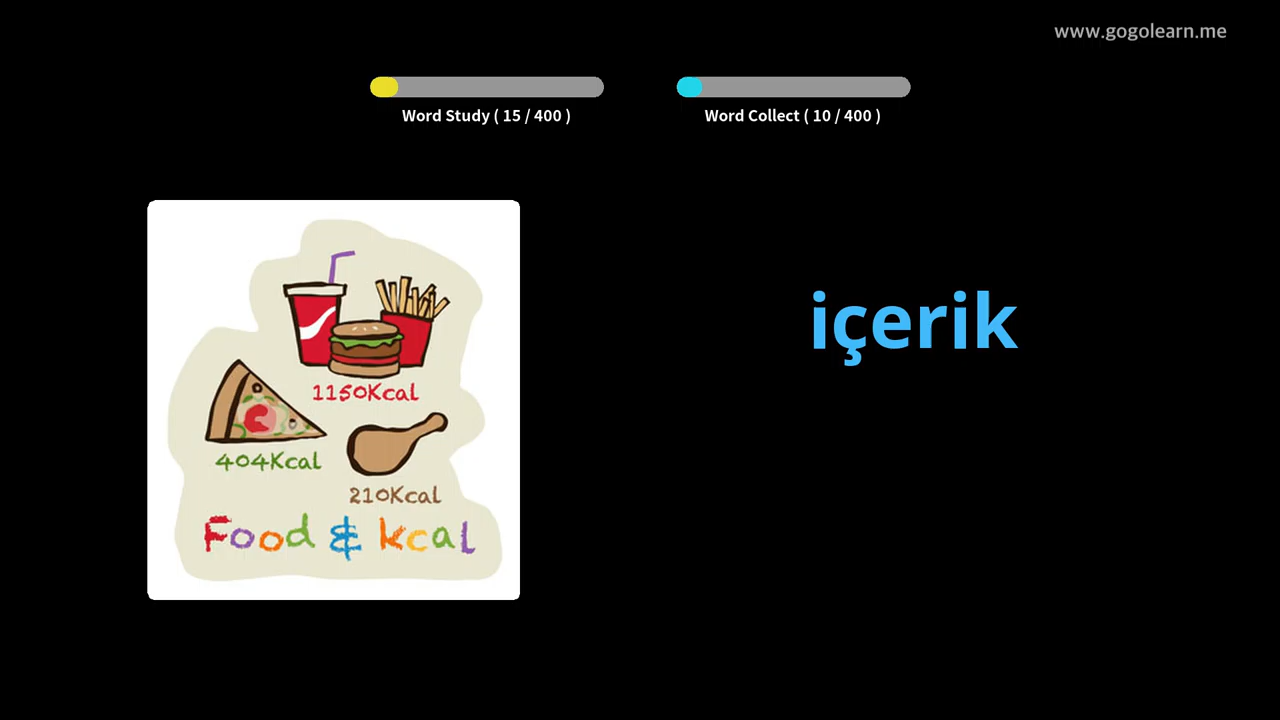 www.gogolearn.me
Word Study ( 15 / 400 )
Word Collect ( 10 / 400 )
içerik
1150Kcal
404Kcal
210Kcal
Food & kcal